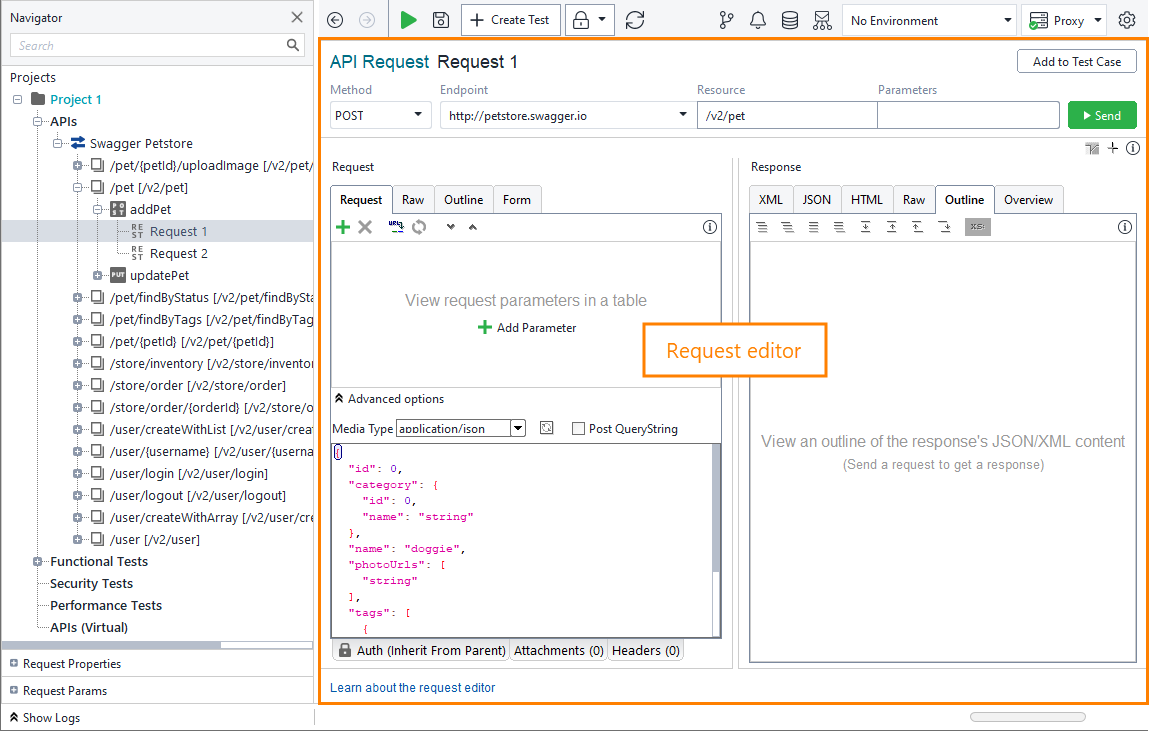 Navigator
Search
Projects
Project 1
APIs
Swagger Petstore
/pet/{petId}/uploadImage [/v2/pet/
/pet [/v2/pet]
POST addPet
REST Request 1
REST Request 2
PUT updatePet
/pet/findByStatus [/v2/pet/findBySta
/pet/findByTags [/v2/pet/findByTag
/pet/{petId} [/v2/pet/{petId}]
/store/inventory [/v2/store/inventor
/store/order [/v2/store/order]
/store/order/{orderId} [/v2/store/o
/user/createWithList [/v2/user/creat
/user/{username} [/v2/user/{userna
/user/login [/v2/user/login]
/user/logout [/v2/user/logout]
/user/createWithArray [/v2/user/cre
/user [/v2/user]
Functional Tests
Security Tests
Performance Tests
APIs (Virtual)
Request Properties
Request Params
Show Logs
Create Test
No Environment
Proxy
API Request Request 1
Add to Test Case
Method Endpoint Resource Parameters
POST http://petstore.swagger.io /v2/pet Send
Request
Request Raw Outline Form
URL
View request parameters in a table
Add Parameter
Advanced options
Media Type application/json Post QueryString
{
"id": 0,
"category": {
"id": 0,
"name": "string"
},
"name": "doggie",
"photoUrls": [
"string"
],
"tags": [
{
Auth (Inherit From Parent) Attachments (0) Headers (0)
Learn about the request editor
Request editor
Response
XML JSON HTML Raw Outline Overview
View an outline of the response's JSON/XML content
(Send a request to get a response)